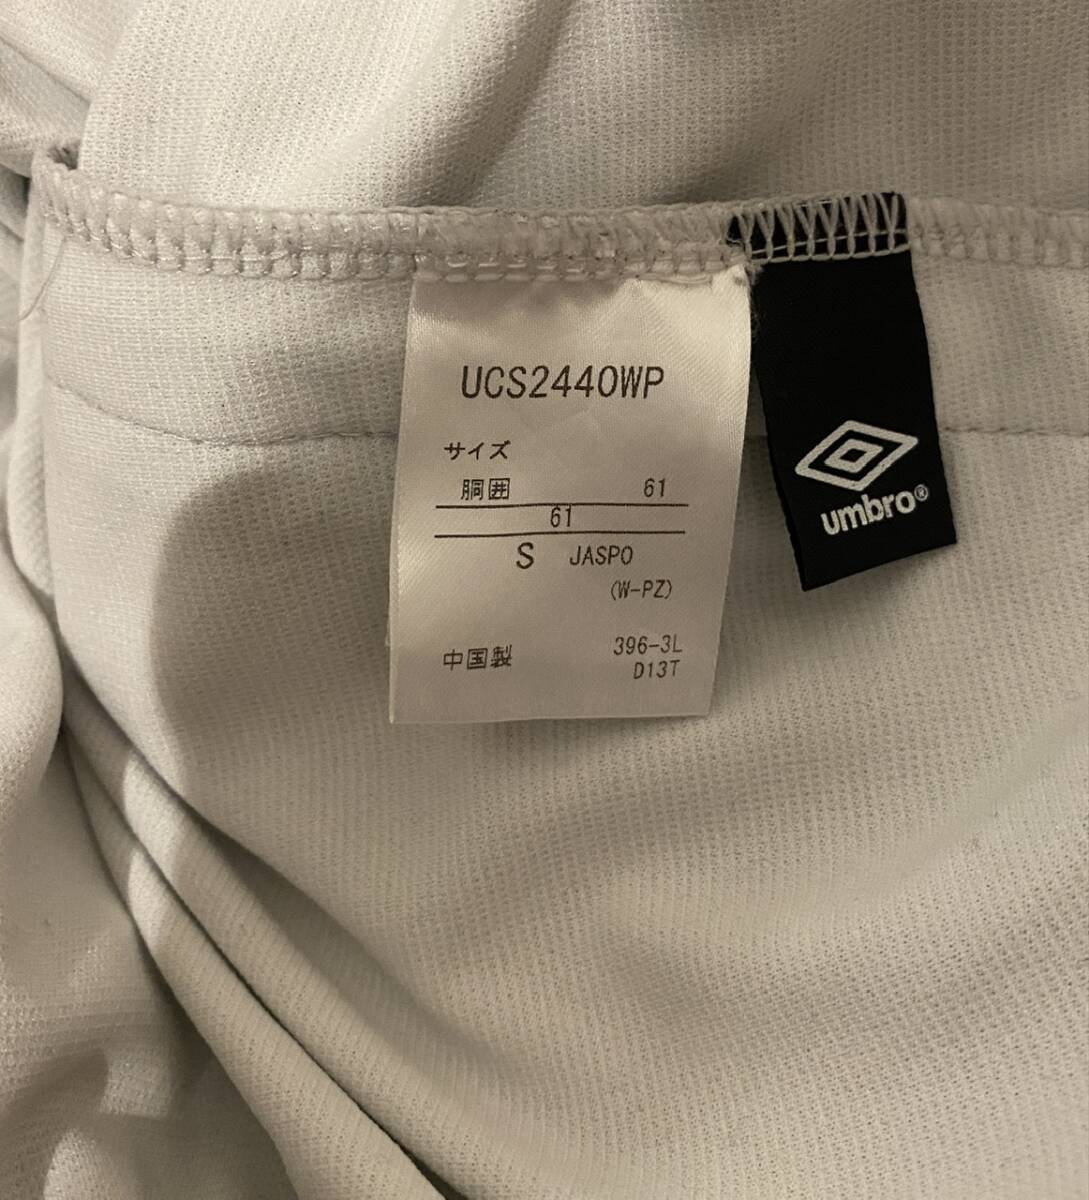 UCS2440WP
サイズ
胴囲 61
61
S JASPO
(W-PZ)
中国製 396-3L
D13T
umbro®